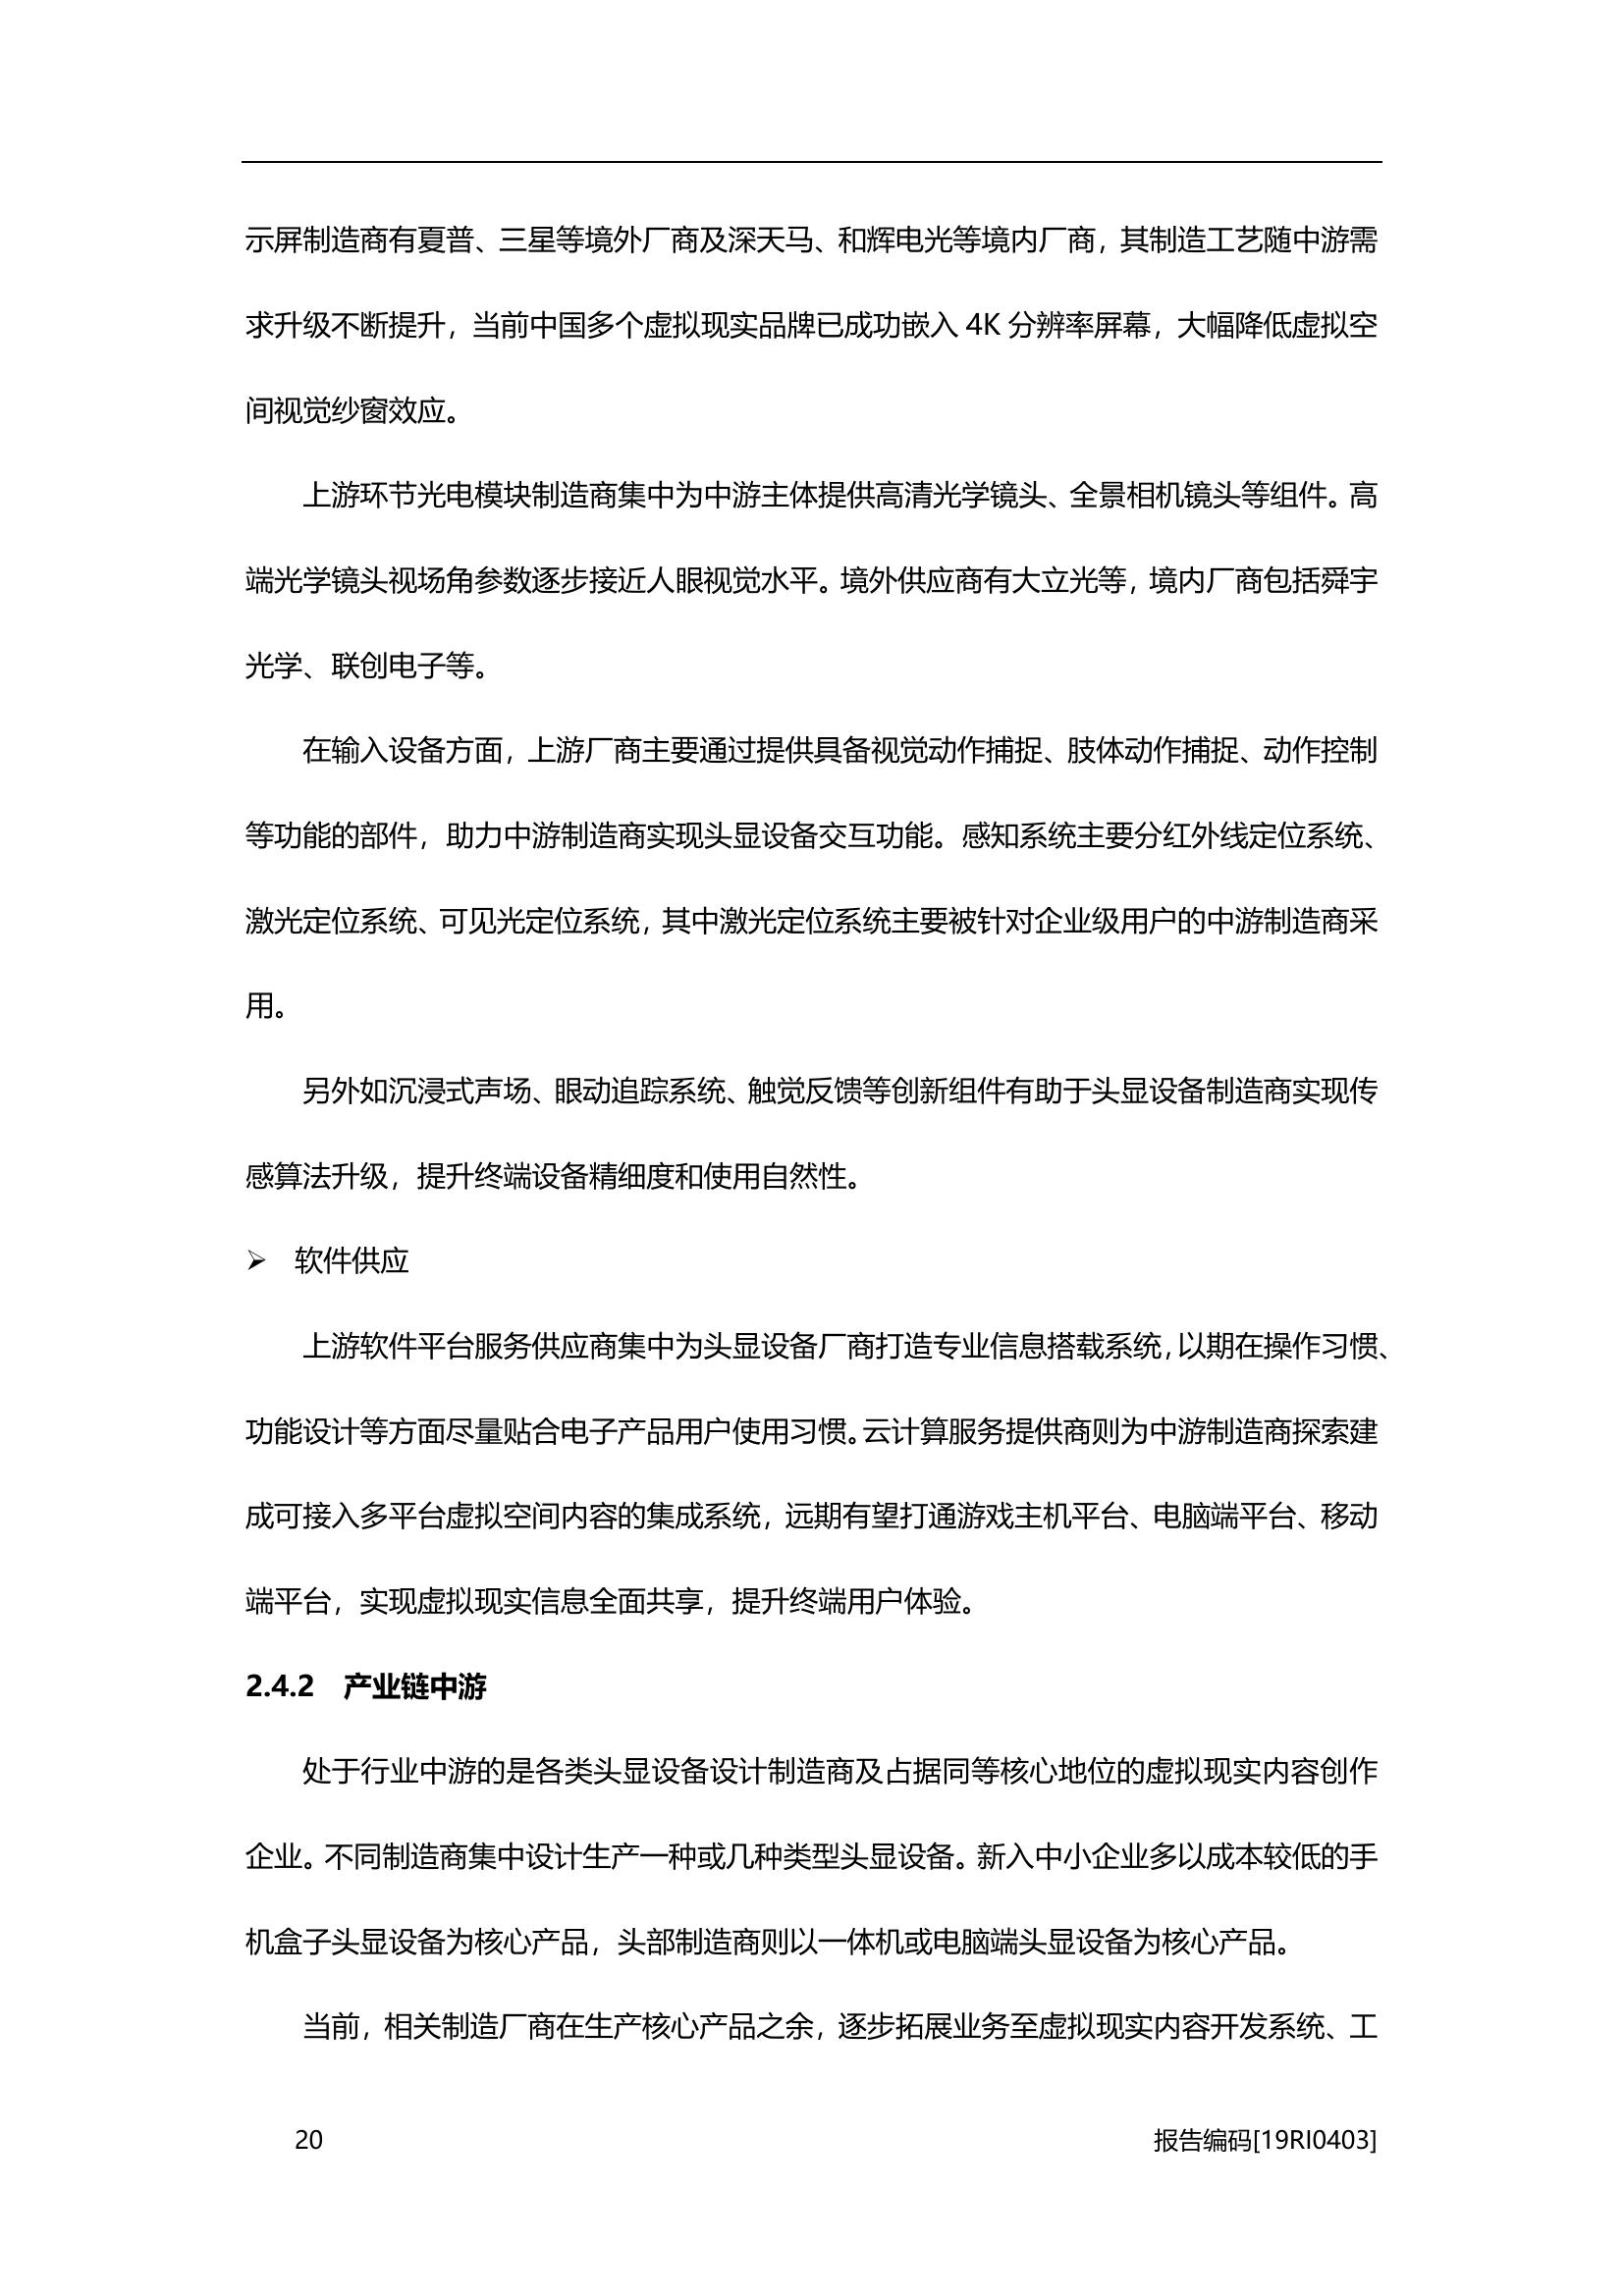 示屏制造商有夏普、三星等境外厂商及深天马、和辉电光等境内厂商，其制造工艺随中游需
求升级不断提升，当前中国多个虚拟现实品牌已成功嵌入 4K 分辨率屏幕，大幅降低虚拟空
间视觉纱窗效应。
上游环节光电模块制造商集中为中游主体提供高清光学镜头、全景相机镜头等组件。高
端光学镜头视场角参数逐步接近人眼视觉水平。境外供应商有大立光等，境内厂商包括舜宇
光学、联创电子等。
在输入设备方面，上游厂商主要通过提供具备视觉动作捕捉、肢体动作捕捉、动作控制
等功能的部件，助力中游制造商实现头显设备交互功能。感知系统主要分红外线定位系统、
激光定位系统、可见光定位系统，其中激光定位系统主要被针对企业级用户的中游制造商采
用。
另外如沉浸式声场、眼动追踪系统、触觉反馈等创新组件有助于头显设备制造商实现传
感算法升级，提升终端设备精细度和使用自然性。
➢ 软件供应
上游软件平台服务供应商集中为头显设备厂商打造专业信息搭载系统，以期在操作习惯、
功能设计等方面尽量贴合电子产品用户使用习惯。云计算服务提供商则为中游制造商探索建
成可接入多平台虚拟空间内容的集成系统，远期有望打通游戏主机平台、电脑端平台、移动
端平台，实现虚拟现实信息全面共享，提升终端用户体验。
2.4.2 产业链中游
处于行业中游的是各类头显设备设计制造商及占据同等核心地位的虚拟现实内容创作
企业。不同制造商集中设计生产一种或几种类型头显设备。新入中小企业多以成本较低的手
机盒子头显设备为核心产品，头部制造商则以一体机或电脑端头显设备为核心产品。
当前，相关制造厂商在生产核心产品之余，逐步拓展业务至虚拟现实内容开发系统、工
20 报告编码[19RI0403]